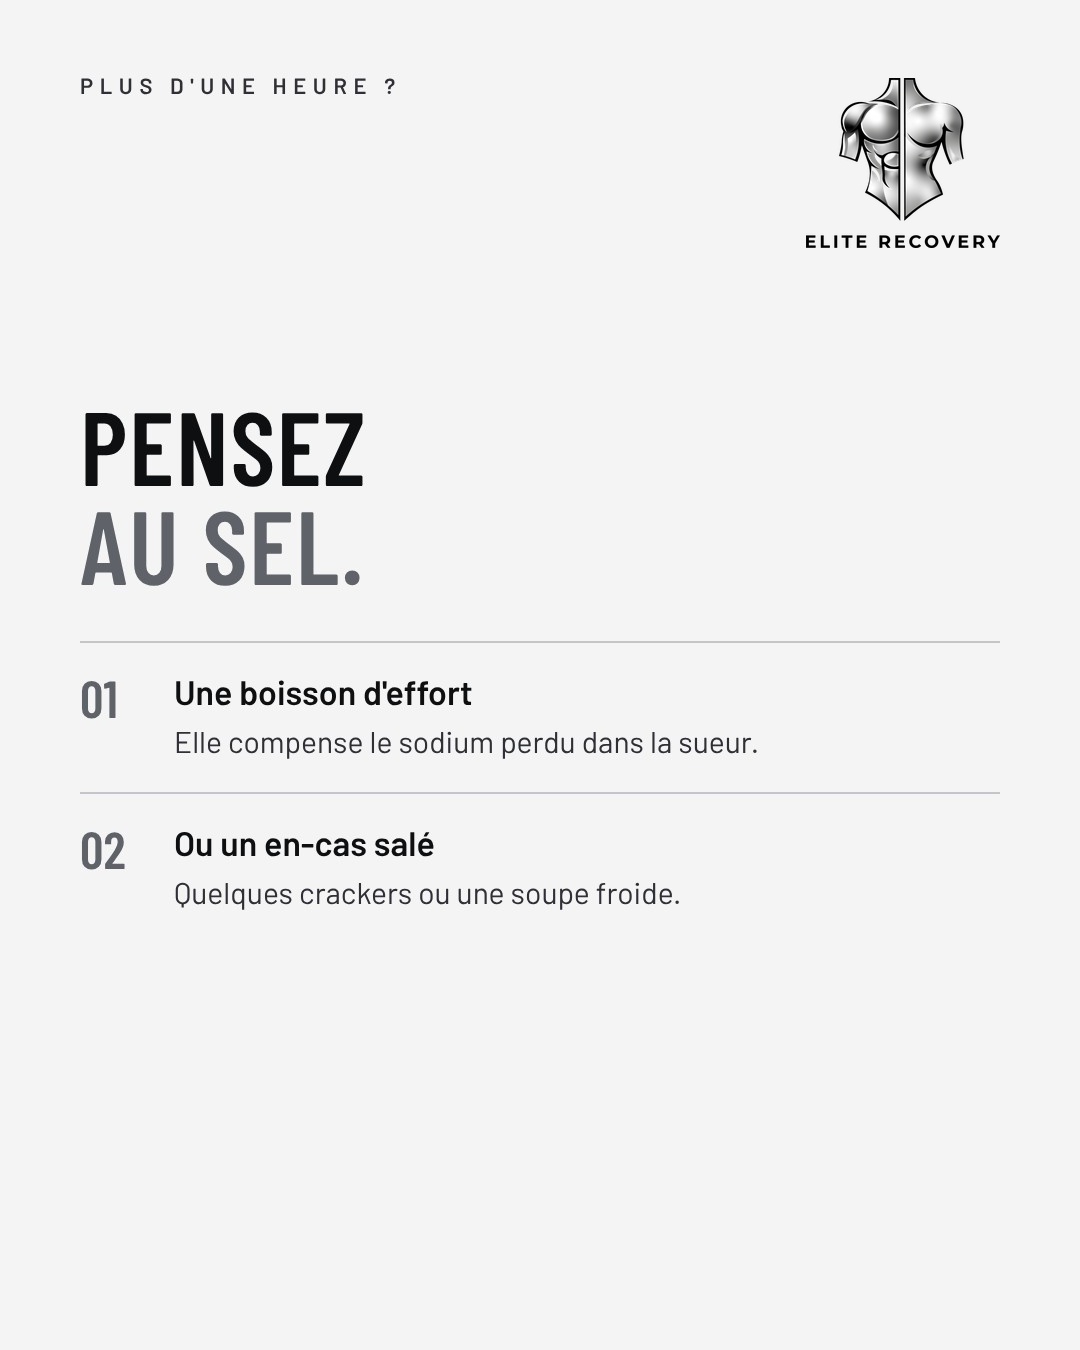 PLUS D'UNE HEURE ?
ELITE RECOVERY
PENSEZ
AU SEL.
01 Une boisson d'effort
Elle compense le sodium perdu dans la sueur.
02 Ou un en-cas salé
Quelques crackers ou une soupe froide.